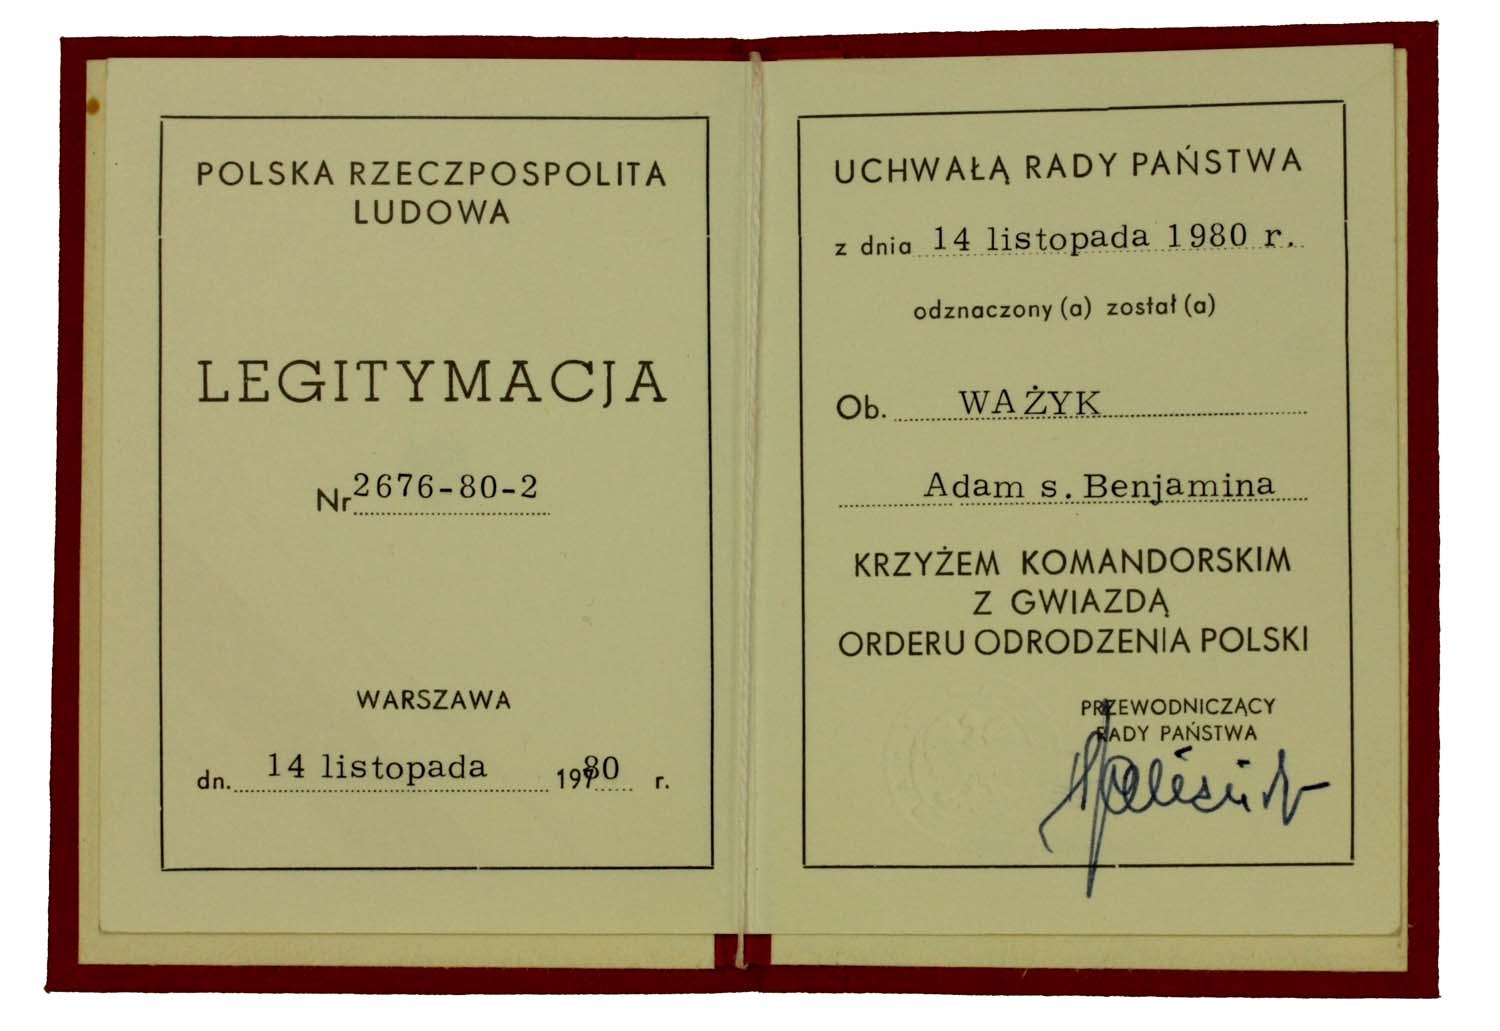 POLSKA RZECZPOSPOLITA
LUDOWA
LEGITYMACJA
Nr 2676-80-2
WARSZAWA
dn. 14 listopada 1980 r.
UCHWAŁĄ RADY PAŃSTWA
z dnia 14 listopada 1980 r.
odznaczony (a) został (a)
Ob. WAŻYK
Adam s. Benjamina
KRZYŻEM KOMANDORSKIM
Z GWIAZDĄ
ORDERU ODRODZENIA POLSKI
PRZEWODNICZĄCY
RADY PAŃSTWA